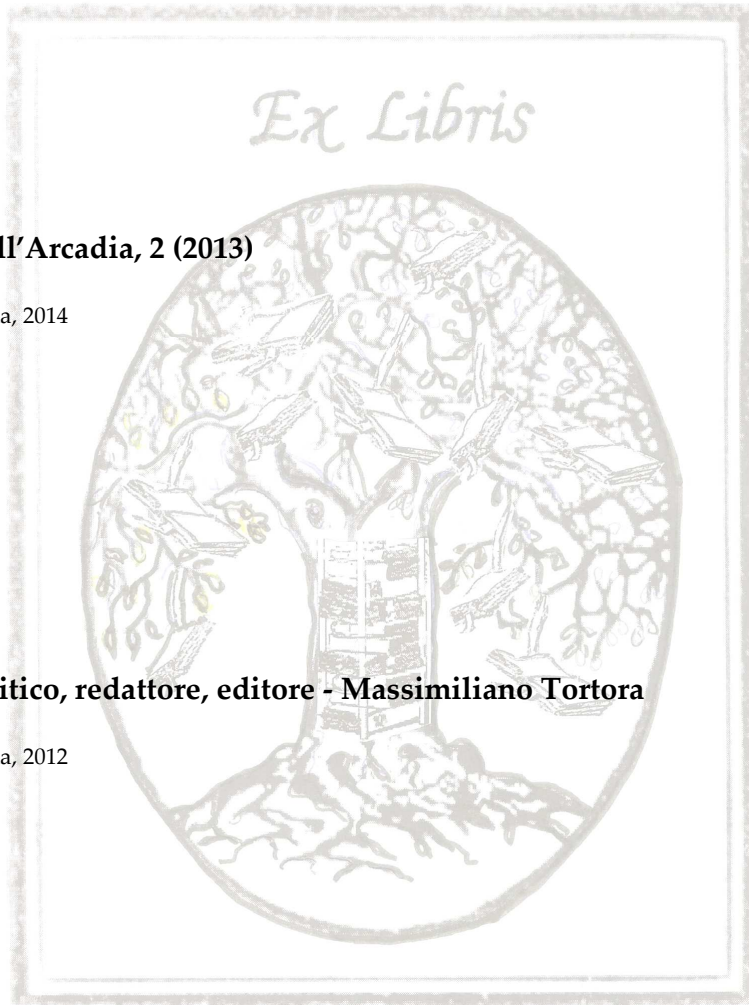 Ex Libris
ll’Arcadia, 2 (2013)
a, 2014
itico, redattore, editore - Massimiliano Tortora
a, 2012